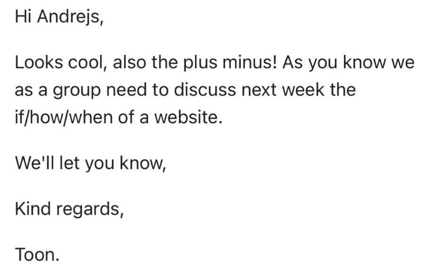 Hi Andrejs,
Looks cool, also the plus minus! As you know we
as a group need to discuss next week the
if/how/when of a website.
We'll let you know,
Kind regards,
Toon.